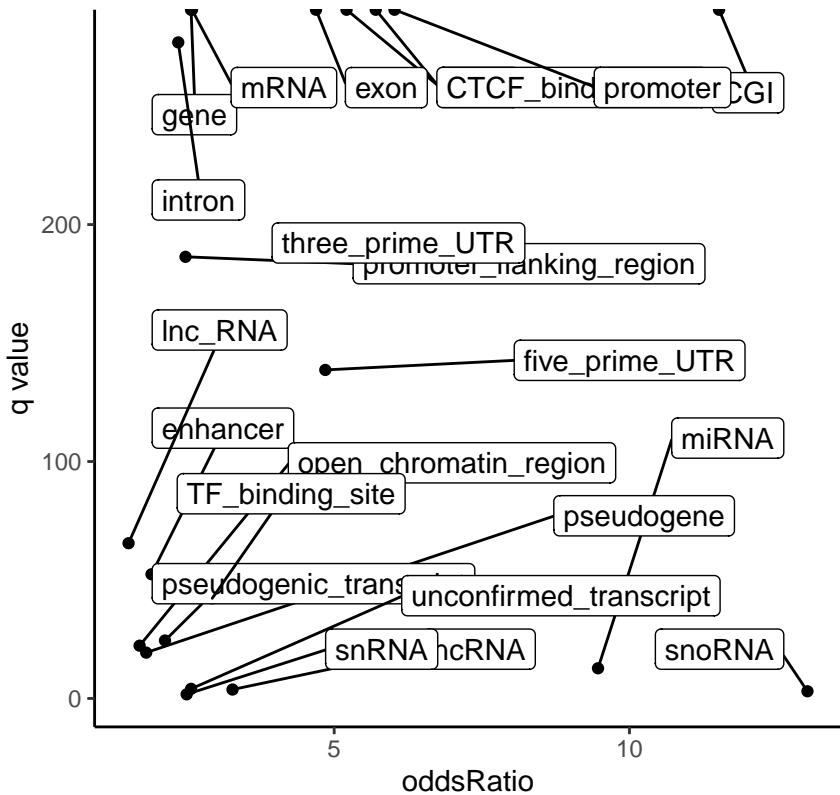 mRNA
exon
CTCF_bind
promoter
CGI
gene
intron
200
three_prime_UTR
promoter_flanking_region
lnc_RNA
five_prime_UTR
enhancer
miRNA
100
open_chromatin_region
TF_binding_site
pseudogene
pseudogenic_trans
unconfirmed_transcript
snRNA
ncRNA
snoRNA
0
5
10
oddsRatio
q value